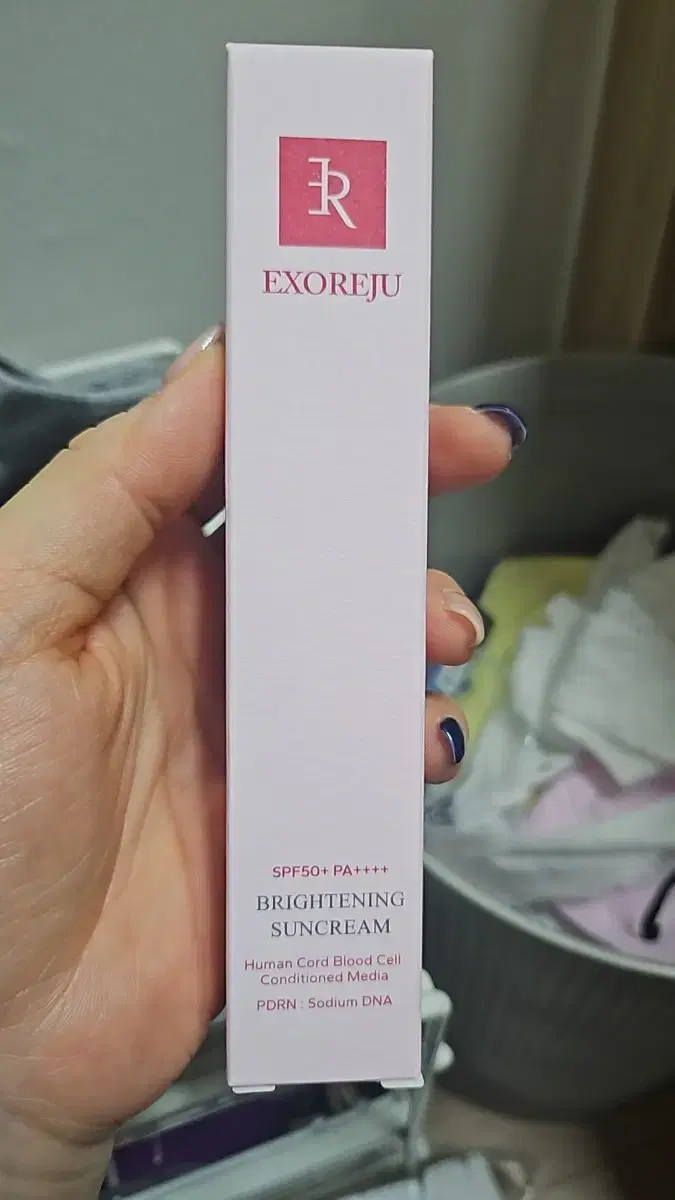 ER
EXOREJU
SPF50+ PA++++
BRIGHTENING
SUNCREAM
Human Cord Blood Cell
Conditioned Media
PDRN : Sodium DNA